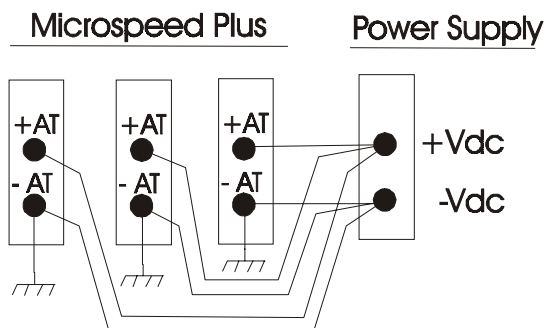 Microspeed Plus
Power Supply
+AT
+AT
+AT
+Vdc
- AT
- AT
- AT
-Vdc